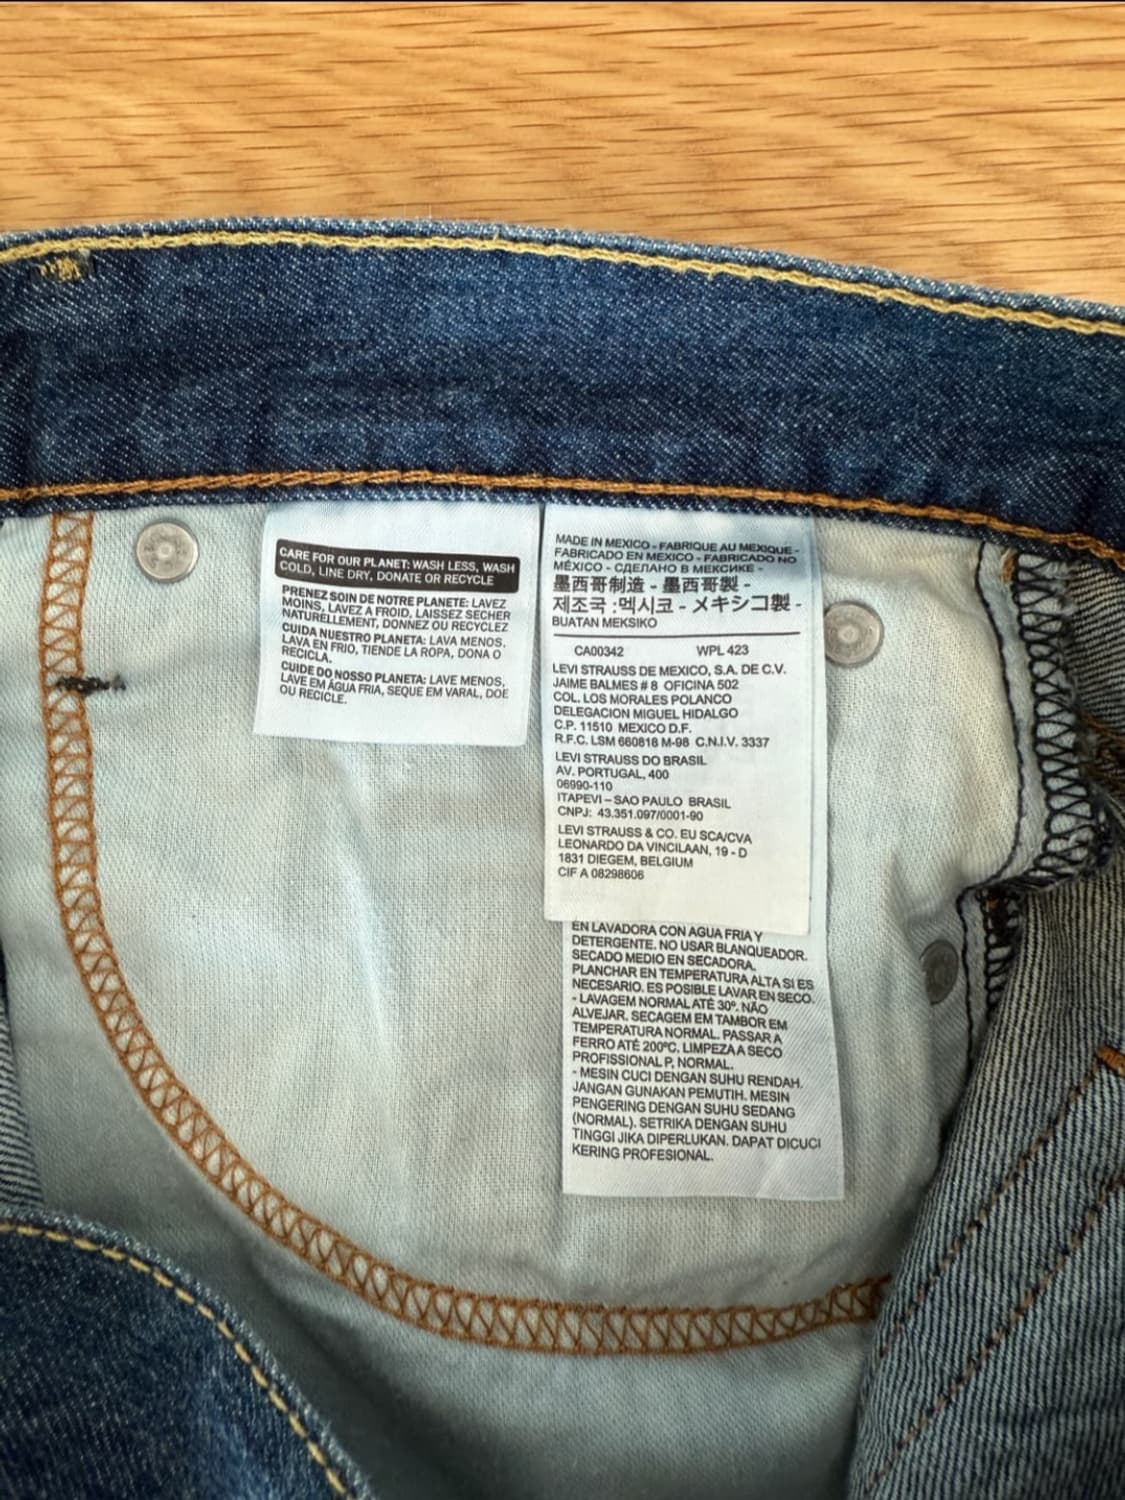 CARE FOR OUR PLANET: WASH LESS, WASH
COLD, LINE DRY, DONATE OR RECYCLE
PRENEZ SOIN DE NOTRE PLANETE: LAVEZ
MOINS, LAVEZ A FROID, LAISSEZ SECHER
NATURELLEMENT, DONNEZ OU RECYCLEZ
CUIDA NUESTRO PLANETA: LAVA MENOS,
LAVA EN FRIO, TIENDE LA ROPA, DONA O
RECICLA.
CUIDE DO NOSSO PLANETA: LAVE MENOS,
LAVE EM ÁGUA FRIA, SEQUE EM VARAL, DOE
OU RECICLE.
MADE IN MEXICO - FABRIQUE AU MEXIQUE -
FABRICADO EN MEXICO - FABRICADO NO
MÉXICO - СДЕЛАНО В МЕКСИКЕ -
墨西哥制造 - 墨西哥製 -
제조국 :멕시코 - メキシコ製 -
BUATAN MEKSIKO
CA00342 WPL 423
LEVI STRAUSS DE MEXICO, S.A. DE C.V.
JAIME BALMES # 8 OFICINA 502
COL. LOS MORALES POLANCO
DELEGACION MIGUEL HIDALGO
C.P. 11510 MEXICO D.F.
R.F.C. LSM 660818 M-98 C.N.I.V. 3337
LEVI STRAUSS DO BRASIL
AV. PORTUGAL, 400
06990-110
ITAPEVI – SAO PAULO BRASIL
CNPJ: 43.351.097/0001-90
LEVI STRAUSS & CO. EU SCA/CVA
LEONARDO DA VINCILAAN, 19 - D
1831 DIEGEM, BELGIUM
CIF A 08298606
EN LAVADORA CON AGUA FRIA Y
DETERGENTE. NO USAR BLANQUEADOR.
SECADO MEDIO EN SECADORA.
PLANCHAR EN TEMPERATURA ALTA SI ES
NECESARIO. ES POSIBLE LAVAR EN SECO.
- LAVAGEM NORMAL ATÉ 30º. NÃO
ALVEJAR. SECAGEM EM TAMBOR EM
TEMPERATURA NORMAL. PASSAR A
FERRO ATÉ 200ºC. LIMPEZA A SECO
PROFISSIONAL P, NORMAL.
- MESIN CUCI DENGAN SUHU RENDAH.
JANGAN GUNAKAN PEMUTIH. MESIN
PENGERING DENGAN SUHU SEDANG
(NORMAL). SETRIKA DENGAN SUHU
TINGGI JIKA DIPERLUKAN. DAPAT DICUCI
KERING PROFESIONAL.